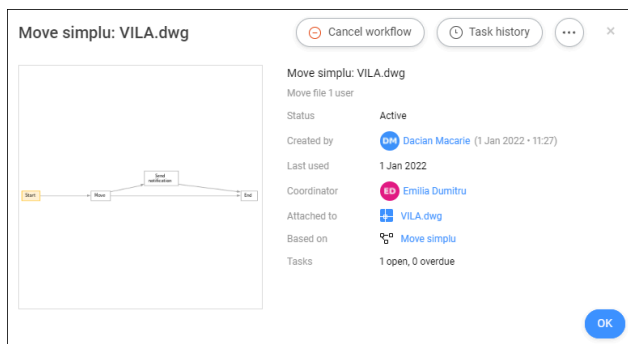 Move simplu: VILA.dwg
Cancel workflow
Task history
Start
Move
Send
notification
End
Move simplu: VILA.dwg
Move file 1 user
Status Active
Created by DM Dacian Macarie (1 Jan 2022 • 11:27)
Last used 1 Jan 2022
Coordinator ED Emilia Dumitru
Attached to VILA.dwg
Based on Move simplu
Tasks 1 open, 0 overdue
OK